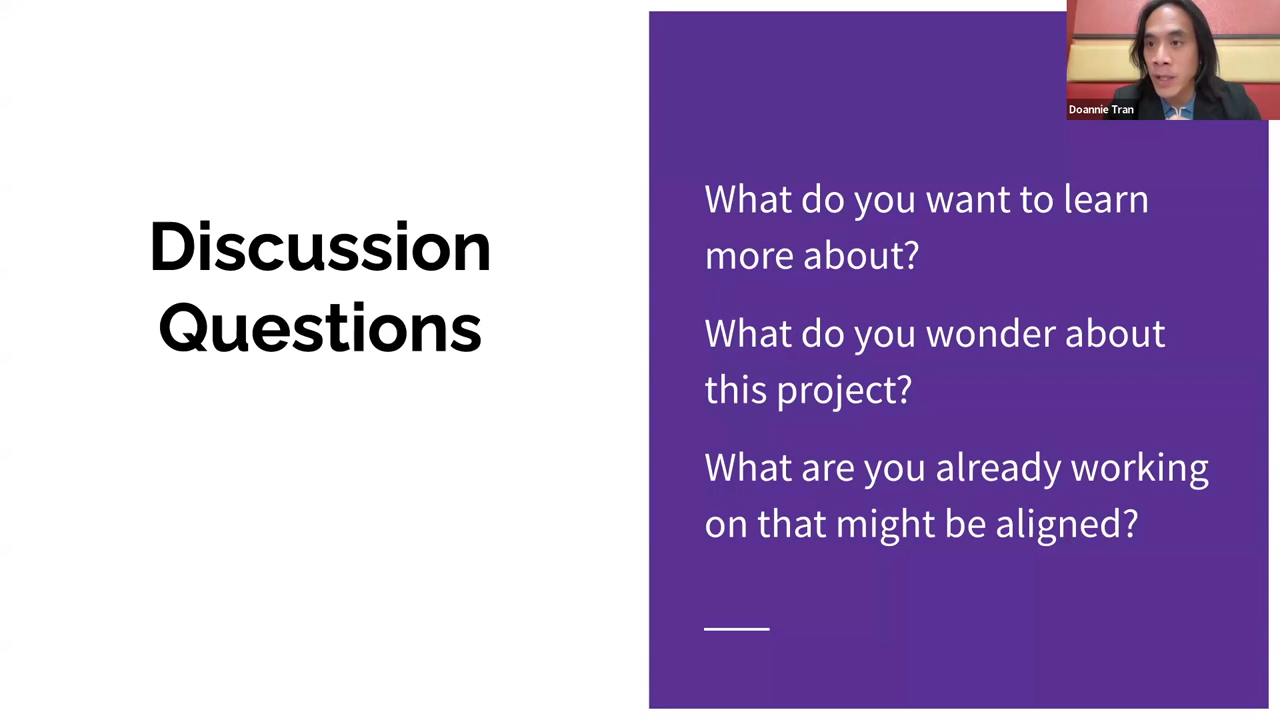 Discussion
Questions
What do you want to learn
more about?
What do you wonder about
this project?
What are you already working
on that might be aligned?
Doannie Tran